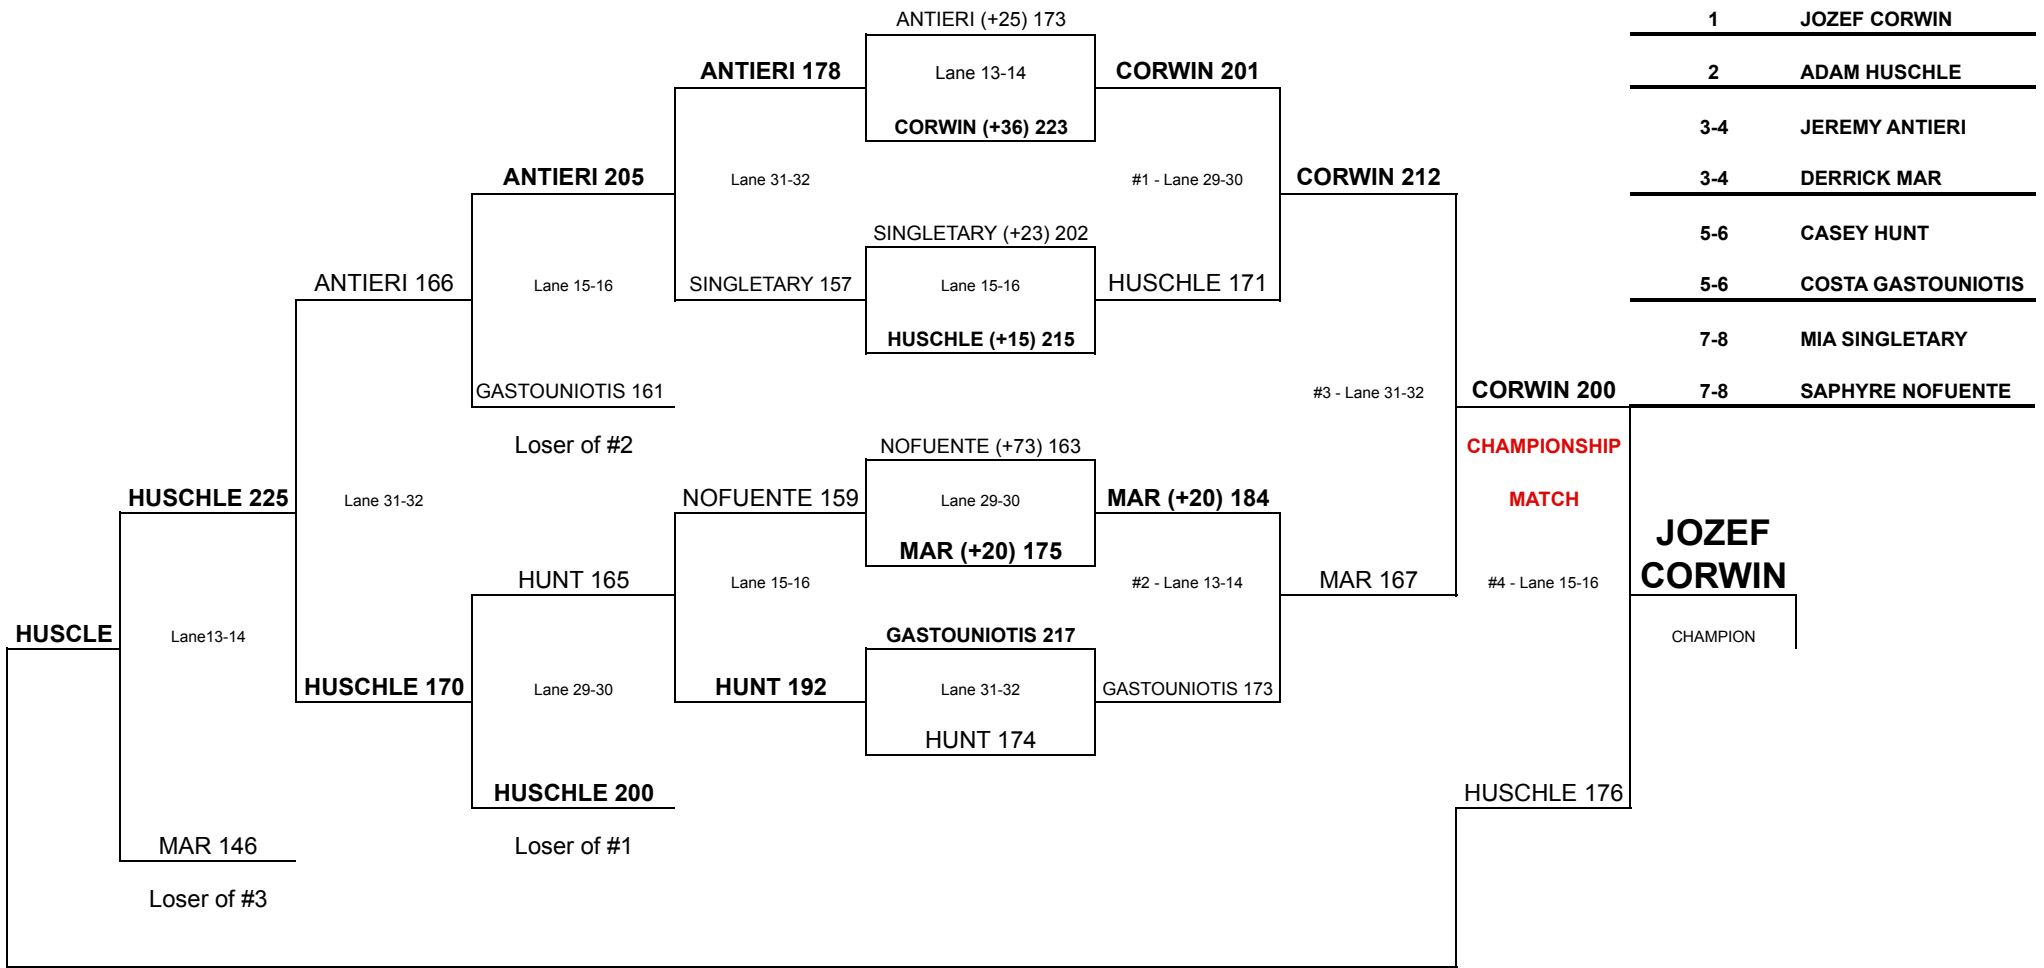 ANTIERI (+25) 173
1 JOZEF CORWIN
ANTIERI 178
Lane 13-14
CORWIN 201
2 ADAM HUSCHLE
CORWIN (+36) 223
3-4 JEREMY ANTIERI
ANTIERI 205
Lane 31-32
#1 - Lane 29-30
CORWIN 212
3-4 DERRICK MAR
SINGLETARY (+23) 202
5-6 CASEY HUNT
ANTIERI 166
Lane 15-16
SINGLETARY 157
Lane 15-16
HUSCHLE 171
5-6 COSTA GASTOUNIOTIS
HUSCHLE (+15) 215
7-8 MIA SINGLETARY
GASTOUNIOTIS 161
#3 - Lane 31-32
CORWIN 200
7-8 SAPHYRE NOFUENTE
Loser of #2
NOFUENTE (+73) 163
CHAMPIONSHIP
HUSCHLE 225
Lane 31-32
NOFUENTE 159
Lane 29-30
MAR (+20) 184
MATCH
MAR (+20) 175
JOZEF
CORWIN
HUNT 165
Lane 15-16
#2 - Lane 13-14
MAR 167
#4 - Lane 15-16
HUSCLE
Lane13-14
GASTOUNIOTIS 217
CHAMPION
HUSCHLE 170
Lane 29-30
HUNT 192
Lane 31-32
GASTOUNIOTIS 173
HUNT 174
HUSCHLE 200
HUSCHLE 176
MAR 146
Loser of #1
Loser of #3